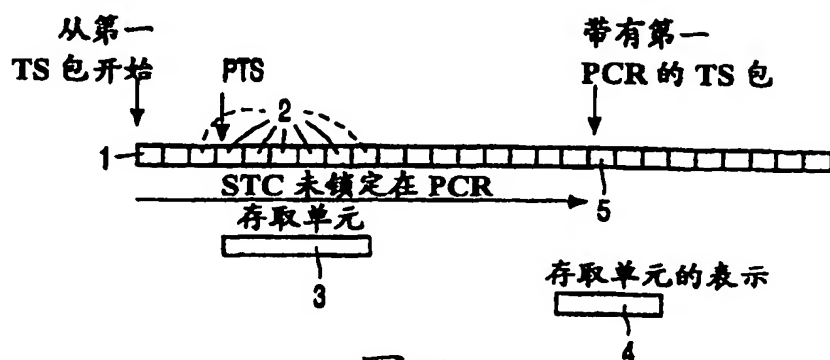 从第一
TS 包开始
PTS
2
带有第一
PCR 的 TS 包
1
STC 未锁定在 PCR
5
存取单元
3
存取单元的表示
4